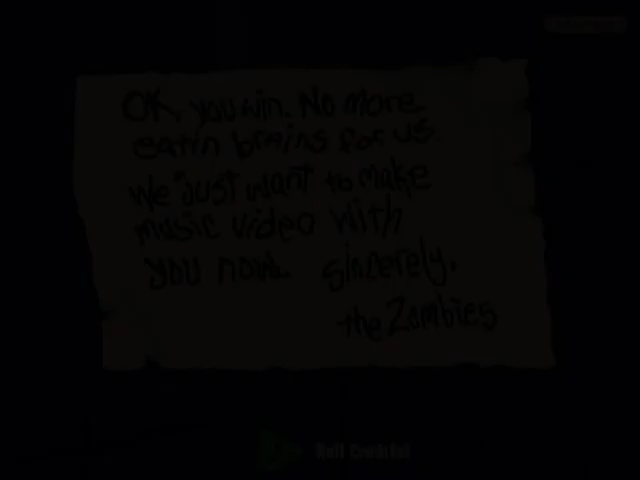 OK, you win. No more
eatin brains for us.
We just want to make
music video with
you now. sincerely.
the Zombies
Roll Credits!